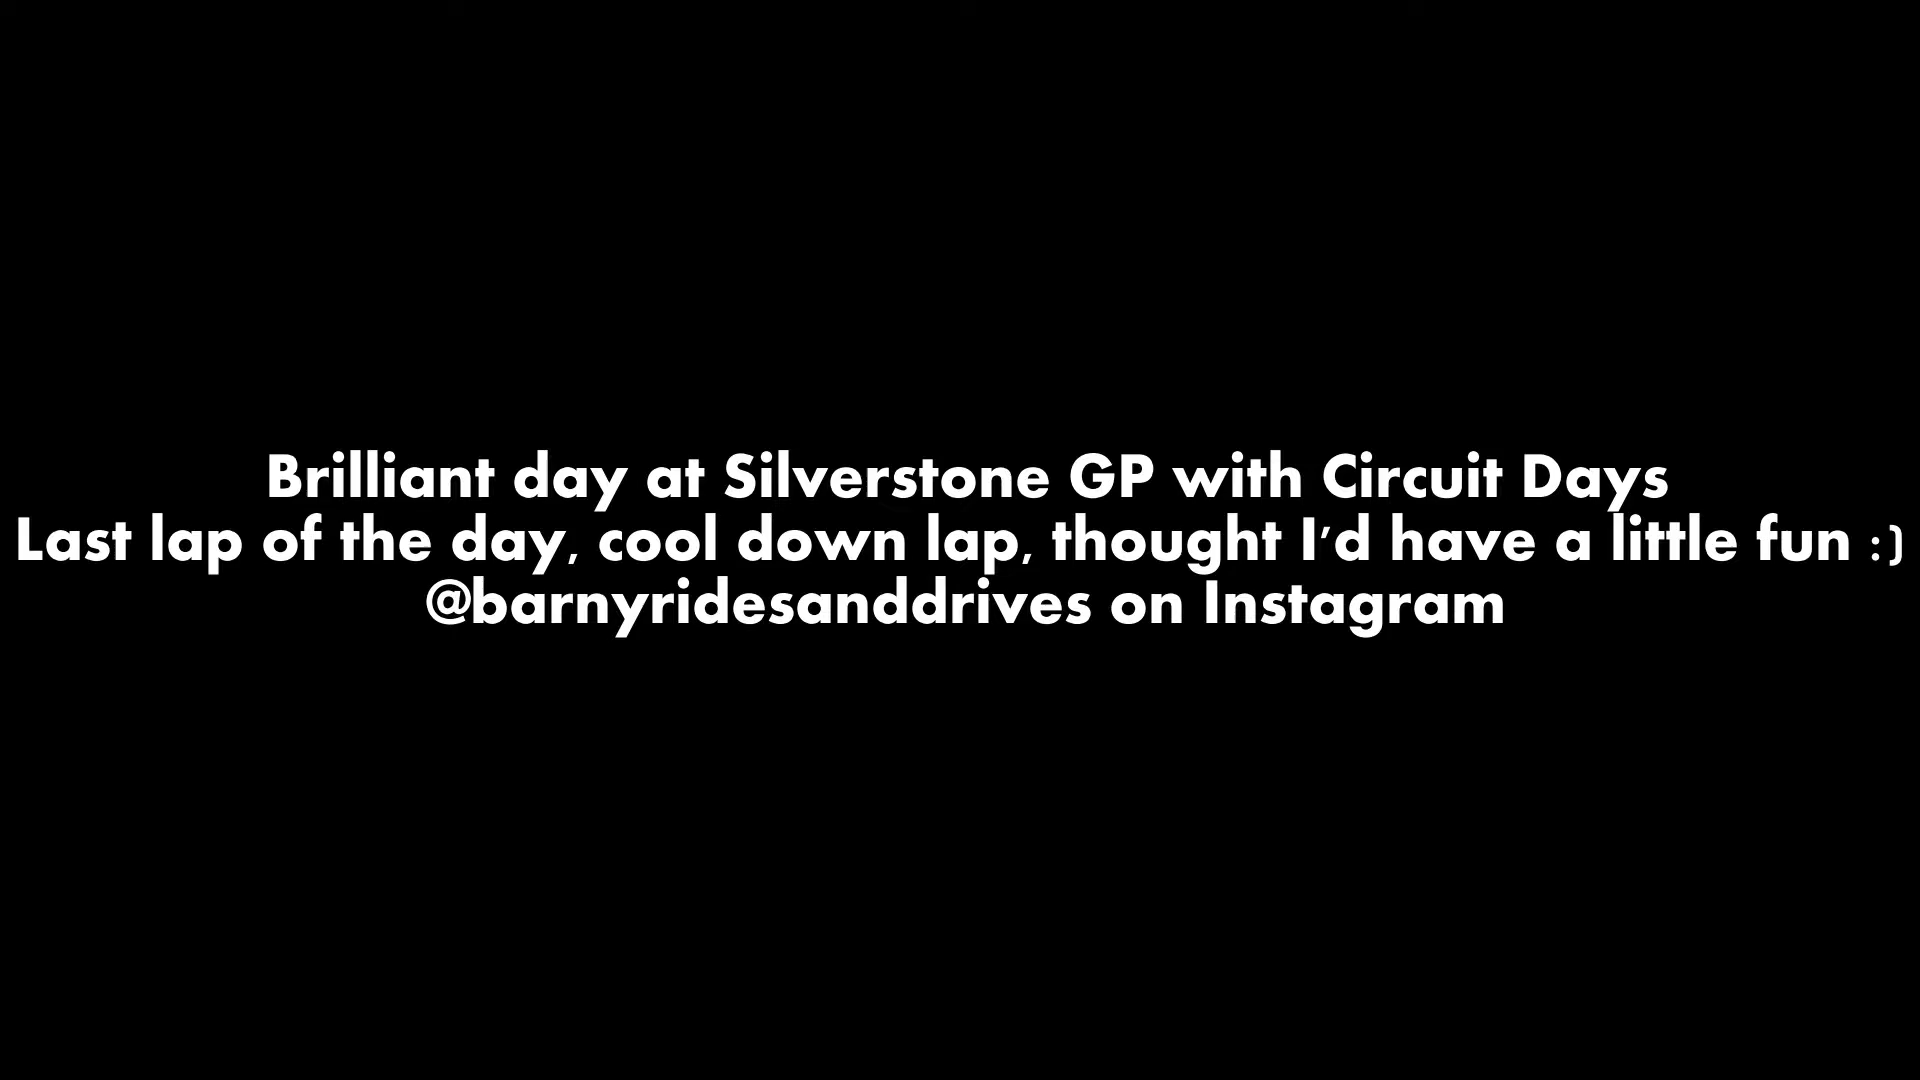 Brilliant day at Silverstone GP with Circuit Days
Last lap of the day, cool down lap, thought I'd have a little fun :)
@barnyridesanddrives on Instagram